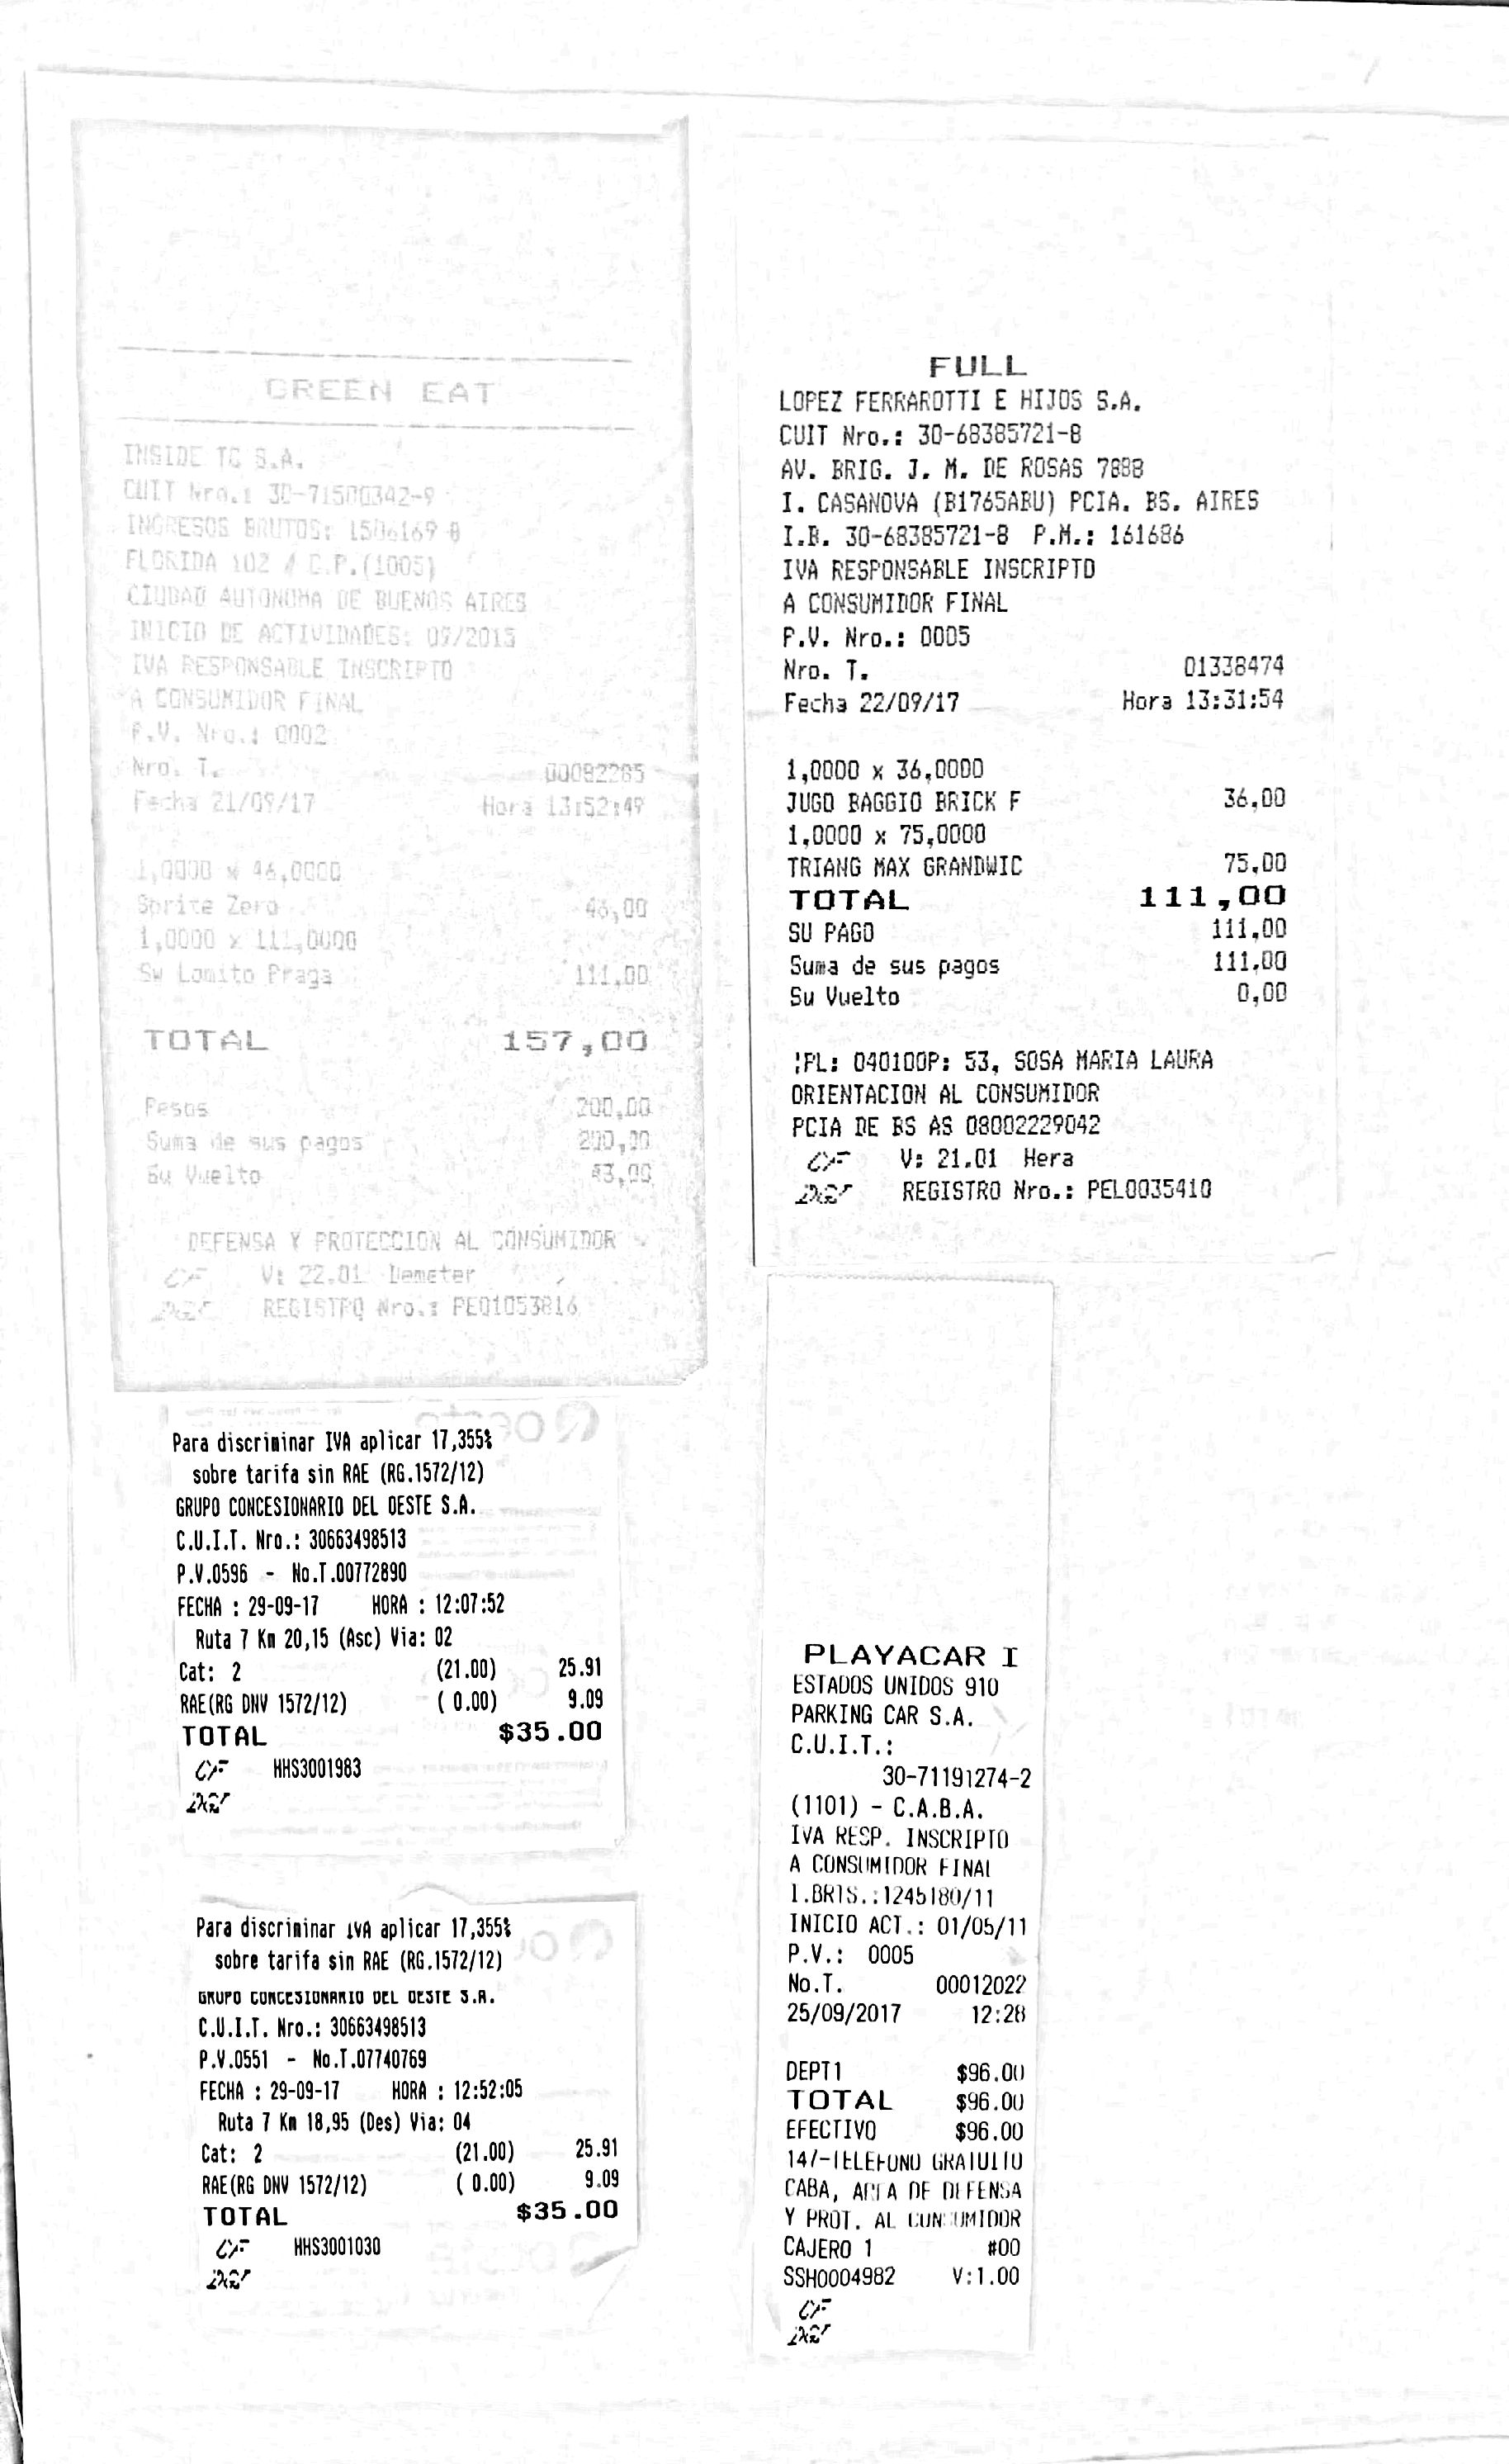 GREEN EAT
INSIDE TG S.A.
CUIT Nro.: 30-71500342-9
INGRESOS BRUTOS: 1506169-8
FLORIDA 102 / C.P.(1005)
CIUDAD AUTONOMA DE BUENOS AIRES
INICIO DE ACTIVIDADES: 09/2015
IVA RESPONSABLE INSCRIPTO
A CONSUMIDOR FINAL
P.V. Nro.: 0002
Nro. T. 00082285
Fecha 21/09/17 Hora 13:52:49
1,0000 x 46,0000
Sprite Zero 46,00
1,0000 x 111,0000
Sw Lomito Praga 111,00
TOTAL 157,00
Pesos 200,00
Suma de sus pagos 200,00
Su Vuelto 43,00
DEFENSA Y PROTECCION AL CONSUMIDOR
CF V: 22.01 Demeter
DGI REGISTRO Nro.: PEO1053816
FULL
LOPEZ FERRAROTTI E HIJOS S.A.
CUIT Nro.: 30-68385721-8
AV. BRIG. J. M. DE ROSAS 7888
I. CASANOVA (B1765ABU) PCIA. BS. AIRES
I.B. 30-68385721-8 P.M.: 161686
IVA RESPONSABLE INSCRIPTO
A CONSUMIDOR FINAL
P.V. Nro.: 0005
Nro. T. 01338474
Fecha 22/09/17 Hora 13:31:54
1,0000 x 36,0000
JUGO BAGGIO BRICK F 36,00
1,0000 x 75,0000
TRIANG MAX GRANDWIC 75,00
TOTAL 111,00
SU PAGO 111,00
Suma de sus pagos 111,00
Su Vuelto 0,00
¡PL: 040100P: 53, SOSA MARIA LAURA
ORIENTACION AL CONSUMIDOR
PCIA DE BS AS 08002229042
CF V: 21.01 Hera
DGI REGISTRO Nro.: PEL0035410
Para discriminar IVA aplicar 17,355%
sobre tarifa sin RAE (RG.1572/12)
GRUPO CONCESIONARIO DEL OESTE S.A.
C.U.I.T. Nro.: 30663498513
P.V.0596 - No.T.00772890
FECHA : 29-09-17 HORA : 12:07:52
Ruta 7 Km 20,15 (Asc) Via: 02
Cat: 2 (21.00) 25.91
RAE(RG DNV 1572/12) ( 0.00) 9.09
TOTAL $35.00
CF HHS3001983
DGI
Para discriminar IVA aplicar 17,355%
sobre tarifa sin RAE (RG.1572/12)
GRUPO CONCESIONARIO DEL OESTE S.A.
C.U.I.T. Nro.: 30663498513
P.V.0551 - No.T.07740769
FECHA : 29-09-17 HORA : 12:52:05
Ruta 7 Km 18,95 (Des) Via: 04
Cat: 2 (21.00) 25.91
RAE(RG DNV 1572/12) ( 0.00) 9.09
TOTAL $35.00
CF HHS3001030
DGI
PLAYACAR I
ESTADOS UNIDOS 910
PARKING CAR S.A.
C.U.I.T.:
30-71191274-2
(1101) - C.A.B.A.
IVA RESP. INSCRIPTO
A CONSUMIDOR FINAL
I.BRTS.:1245180/11
INICIO ACT.: 01/05/11
P.V.: 0005
No.T. 00012022
25/09/2017 12:28
DEPT1 $96.00
TOTAL $96.00
EFECTIVO $96.00
147-TELEFONO GRATUITO
CABA, AREA DE DEFENSA
Y PROT. AL CONSUMIDOR
CAJERO 1 #00
SSH0004982 V:1.00
CF
DGI